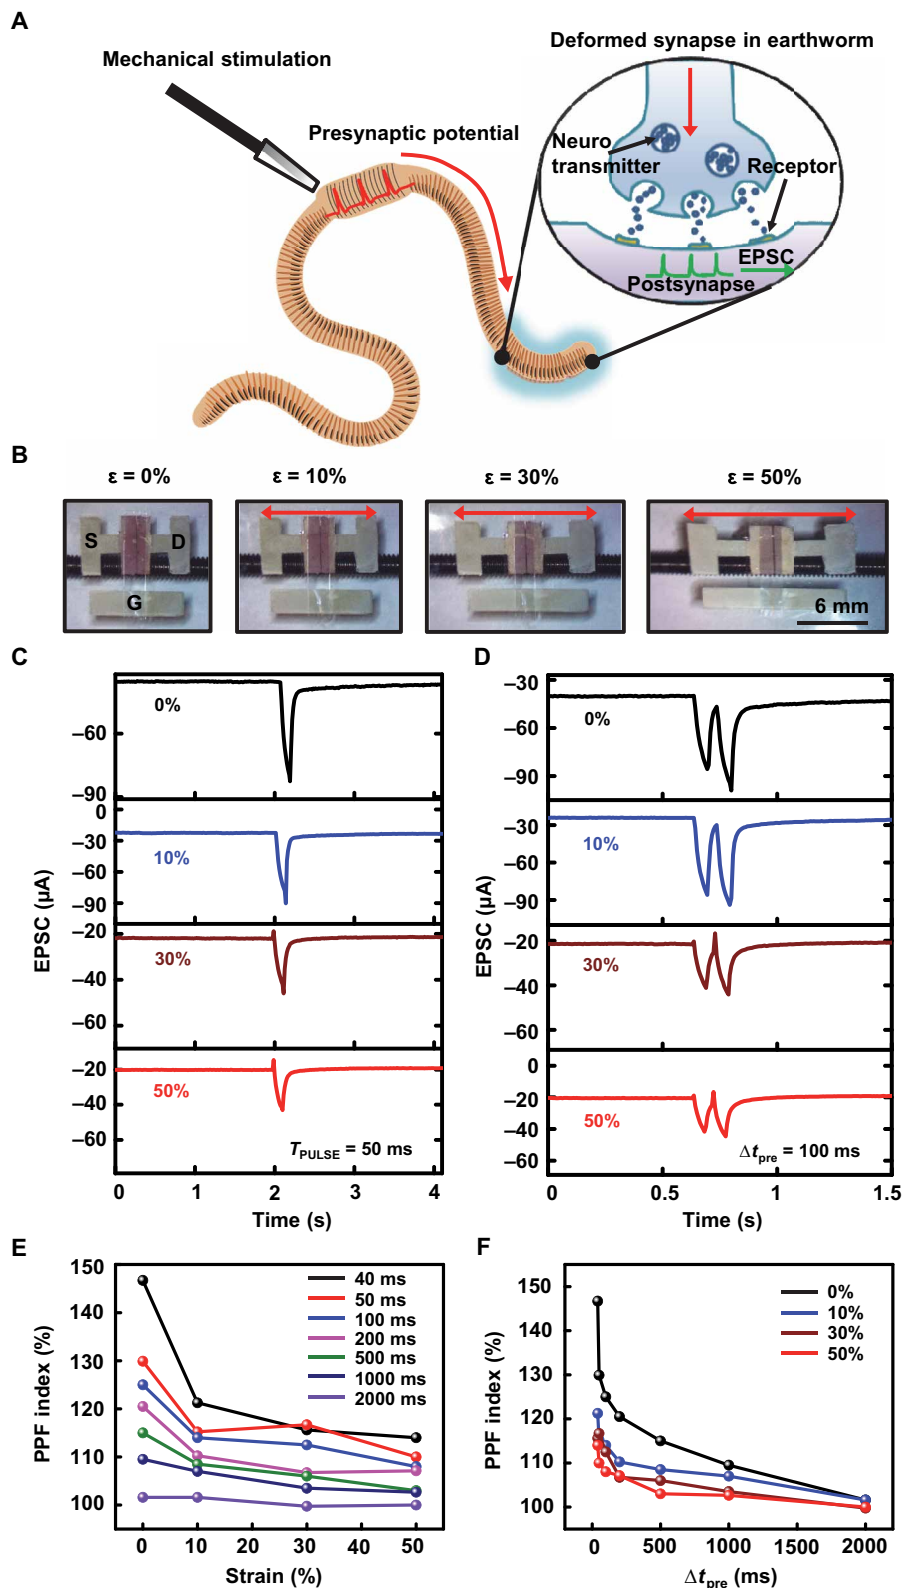 A
Mechanical stimulation
Deformed synapse in earthworm
Presynaptic potential
Neuro
transmitter
Receptor
EPSC
Postsynapse
B
ε = 0%
ε = 10%
ε = 30%
ε = 50%
S
D
G
6 mm
C
EPSC (μA)
0%
–60
–90
10%
0
–30
–60
–90
30%
–20
–40
–60
50%
–20
–40
–60
TPULSE = 50 ms
0 1 2 3 4
Time (s)
D
EPSC (μA)
0%
–30
–60
–90
10%
–30
–60
–90
30%
–20
–40
–60
50%
0
–20
–40
–60
Δtpre = 100 ms
0 0.5 1 1.5
Time (s)
E
PPF index (%)
150
140
130
120
110
100
40 ms
50 ms
100 ms
200 ms
500 ms
1000 ms
2000 ms
0 10 20 30 40 50
Strain (%)
F
PPF index (%)
150
140
130
120
110
100
0%
10%
30%
50%
0 500 1000 1500 2000
Δtpre (ms)